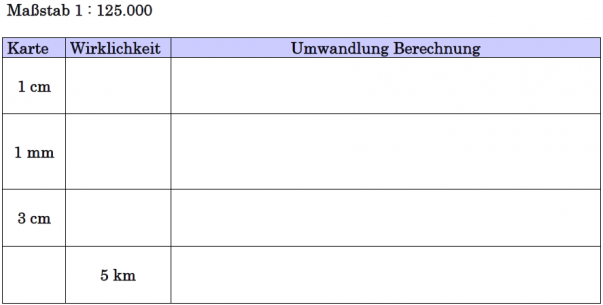 Maßstab 1 : 125.000
Karte Wirklichkeit Umwandlung Berechnung
1 cm
1 mm
3 cm
5 km